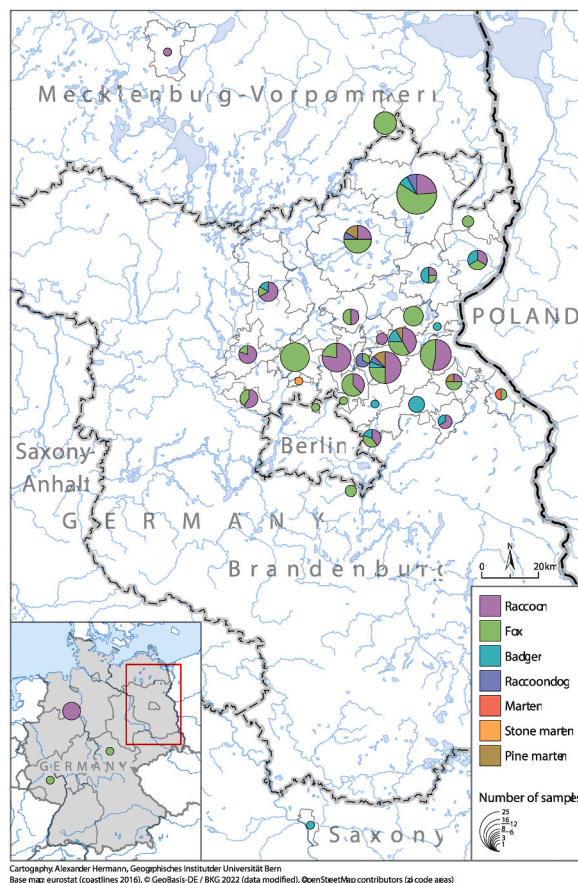 Mecklenburg-Vorpommern
POLAND
Berlin
Saxony-
Anhalt
GERMANY
Brandenburg
N
0 20km
Raccoon
Fox
Badger
Raccoondog
Marten
Stone marten
Pine marten
Number of samples
25
16
12
8
6
1
GERMANY
Saxony
Cartography: Alexander Hermann, Geographisches Institut der Universität Bern
Base map: eurostat (coastlines 2016), © GeoBasis-DE / BKG 2022 (data modified), OpenStreetMap contributors (zip code areas)